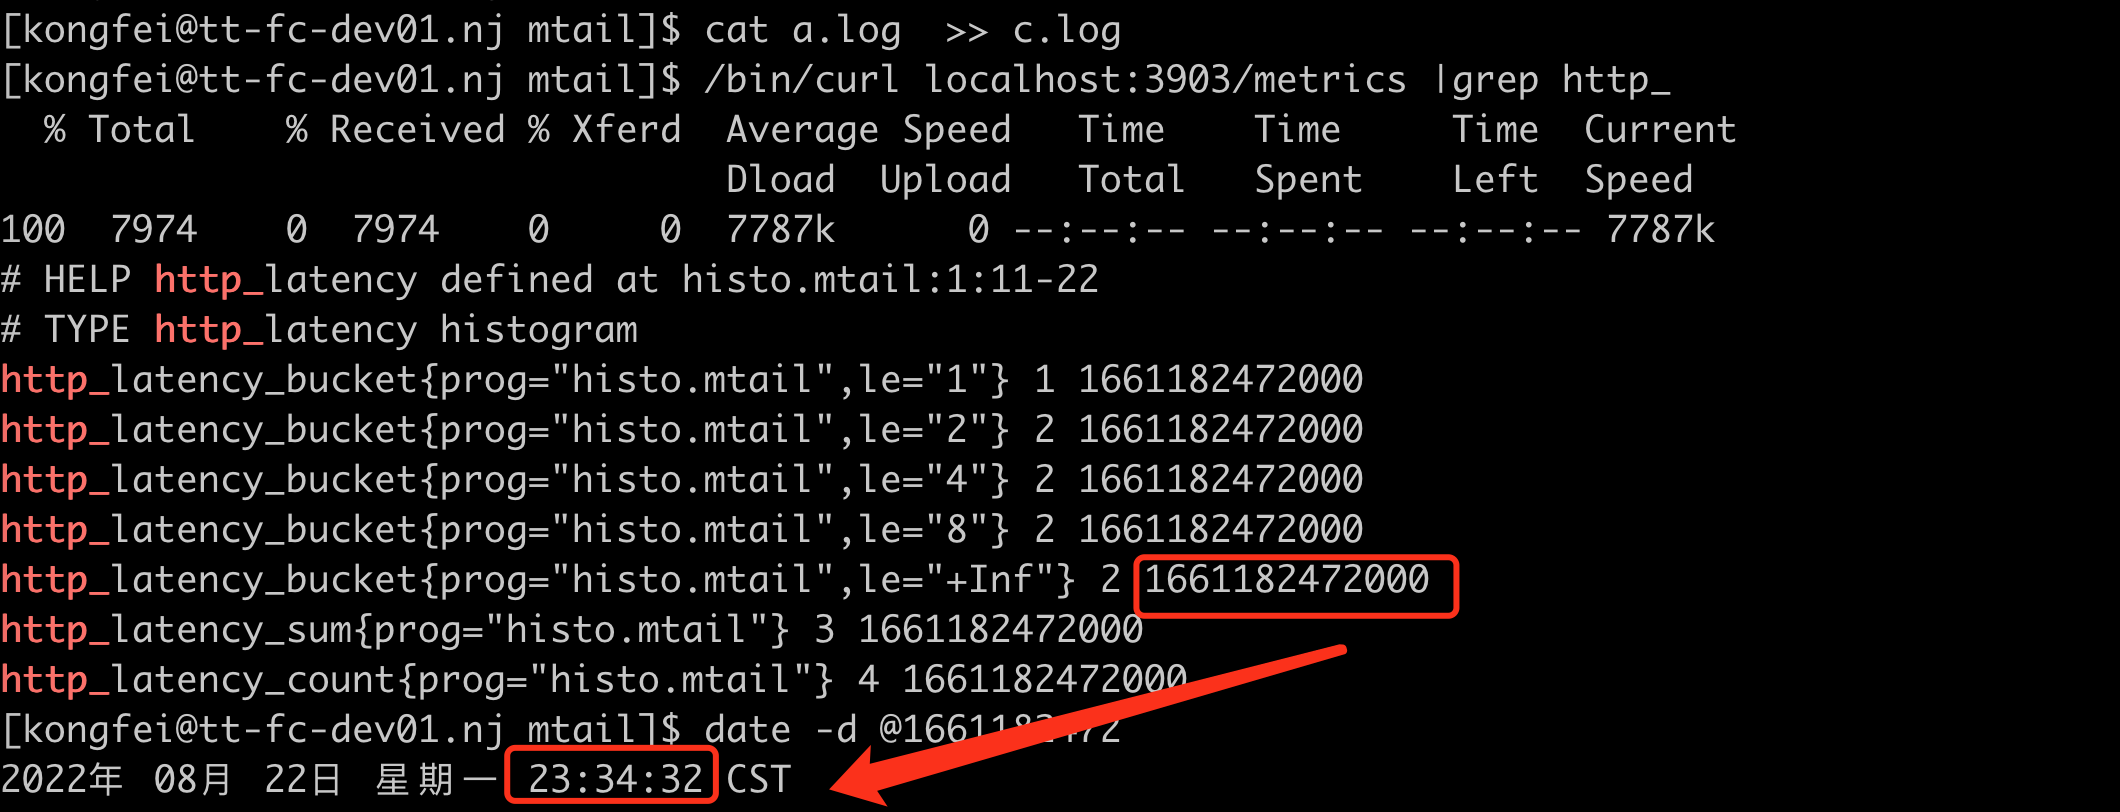 [kongfei@tt-fc-dev01.nj mtail]$ cat a.log  >> c.log
[kongfei@tt-fc-dev01.nj mtail]$ /bin/curl localhost:3903/metrics |grep http_
  % Total    % Received % Xferd  Average Speed   Time    Time     Time  Current
                                 Dload  Upload   Total   Spent    Left  Speed
100  7974    0  7974    0     0  7787k      0 --:--:-- --:--:-- --:--:-- 7787k
# HELP http_latency defined at histo.mtail:1:11-22
# TYPE http_latency histogram
http_latency_bucket{prog="histo.mtail",le="1"} 1 1661182472000
http_latency_bucket{prog="histo.mtail",le="2"} 2 1661182472000
http_latency_bucket{prog="histo.mtail",le="4"} 2 1661182472000
http_latency_bucket{prog="histo.mtail",le="8"} 2 1661182472000
http_latency_bucket{prog="histo.mtail",le="+Inf"} 2 1661182472000
http_latency_sum{prog="histo.mtail"} 3 1661182472000
http_latency_count{prog="histo.mtail"} 4 1661182472000
[kongfei@tt-fc-dev01.nj mtail]$ date -d @1661182472
2022年 08月 22日 星期一 23:34:32 CST